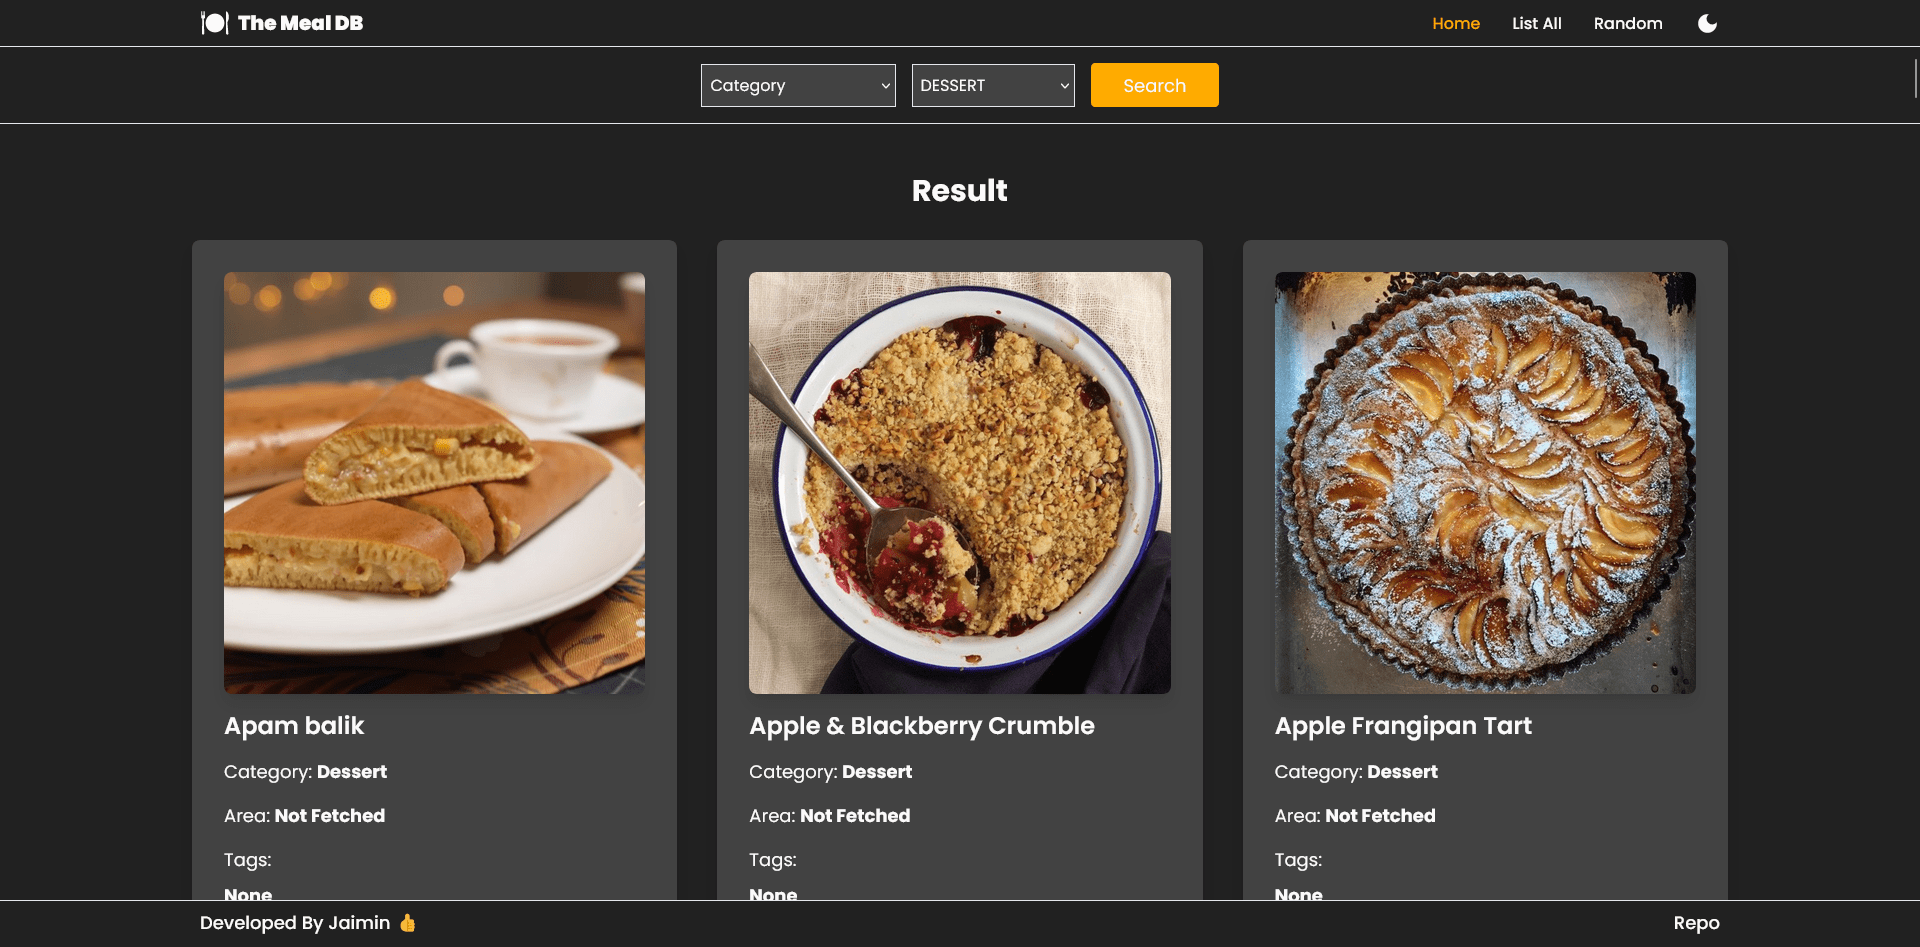 The Meal DB
Home List All Random
Category DESSERT Search
Result
Apam balik
Category: Dessert
Area: Not Fetched
Tags:
None
Apple & Blackberry Crumble
Category: Dessert
Area: Not Fetched
Tags:
None
Apple Frangipan Tart
Category: Dessert
Area: Not Fetched
Tags:
None
Developed By Jaimin 👍
Repo